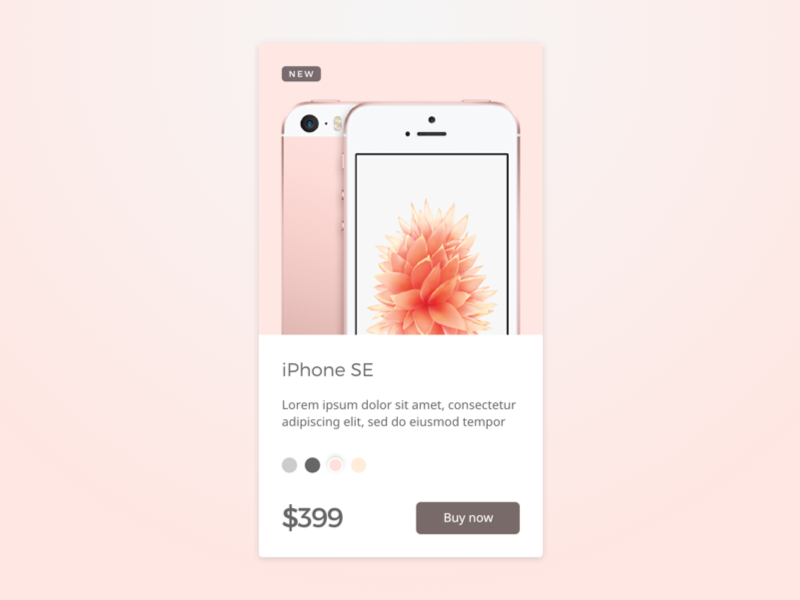 NEW
iPhone SE
Lorem ipsum dolor sit amet, consectetur
adipiscing elit, sed do eiusmod tempor
$399
Buy now